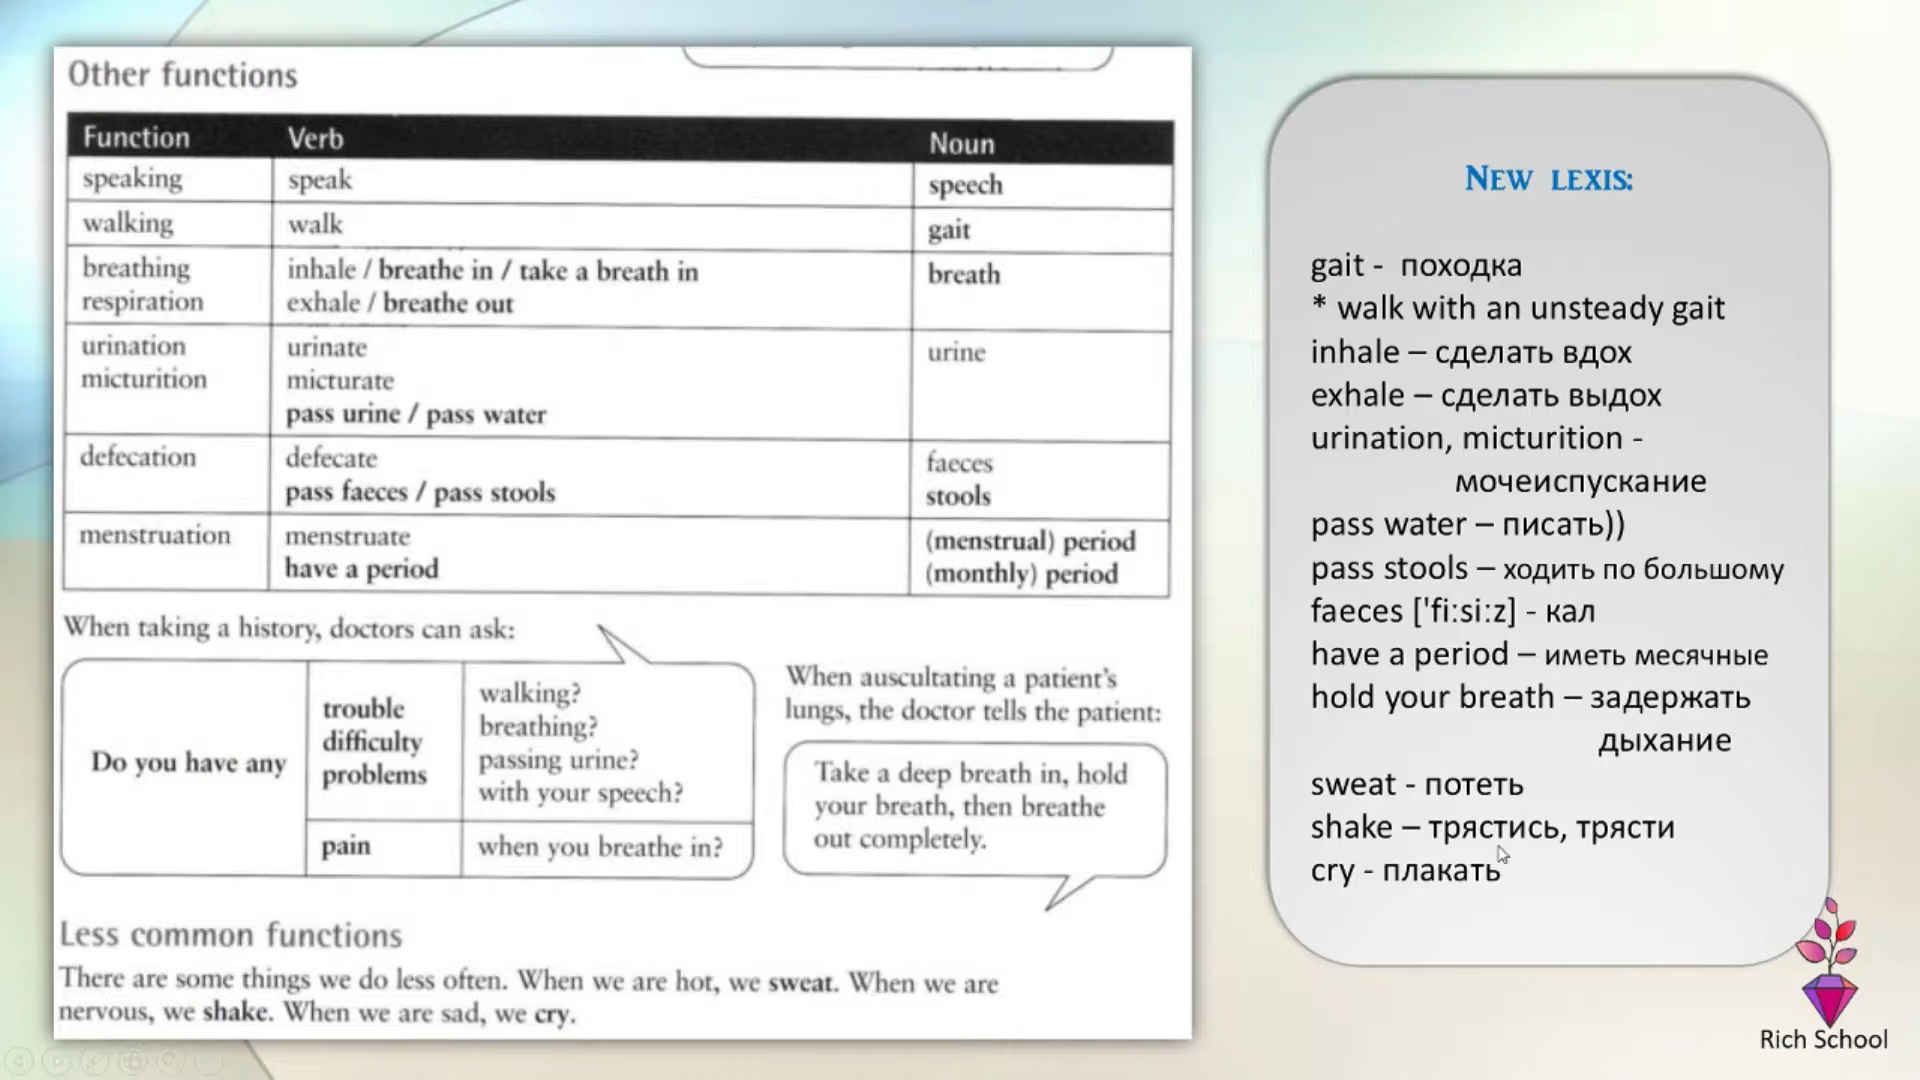 Other functions
Function Verb Noun
speaking speak speech
walking walk gait
breathing inhale / breathe in / take a breath in breath
respiration exhale / breathe out
urination urinate urine
micturition micturate
pass urine / pass water
defecation defecate faeces
pass faeces / pass stools stools
menstruation menstruate (menstrual) period
have a period (monthly) period
When taking a history, doctors can ask:
Do you have any
trouble
difficulty
problems
walking?
breathing?
passing urine?
with your speech?
pain when you breathe in?
When auscultating a patient's
lungs, the doctor tells the patient:
Take a deep breath in, hold
your breath, then breathe
out completely.
Less common functions
There are some things we do less often. When we are hot, we sweat. When we are
nervous, we shake. When we are sad, we cry.
New lexis:
gait - походка
* walk with an unsteady gait
inhale – сделать вдох
exhale – сделать выдох
urination, micturition -
мочеиспускание
pass water – писать))
pass stools – ходить по большому
faeces ['fiːsiːz] - кал
have a period – иметь месячные
hold your breath – задержать
дыхание
sweat - потеть
shake – трястись, трясти
cry - плакать
Rich School